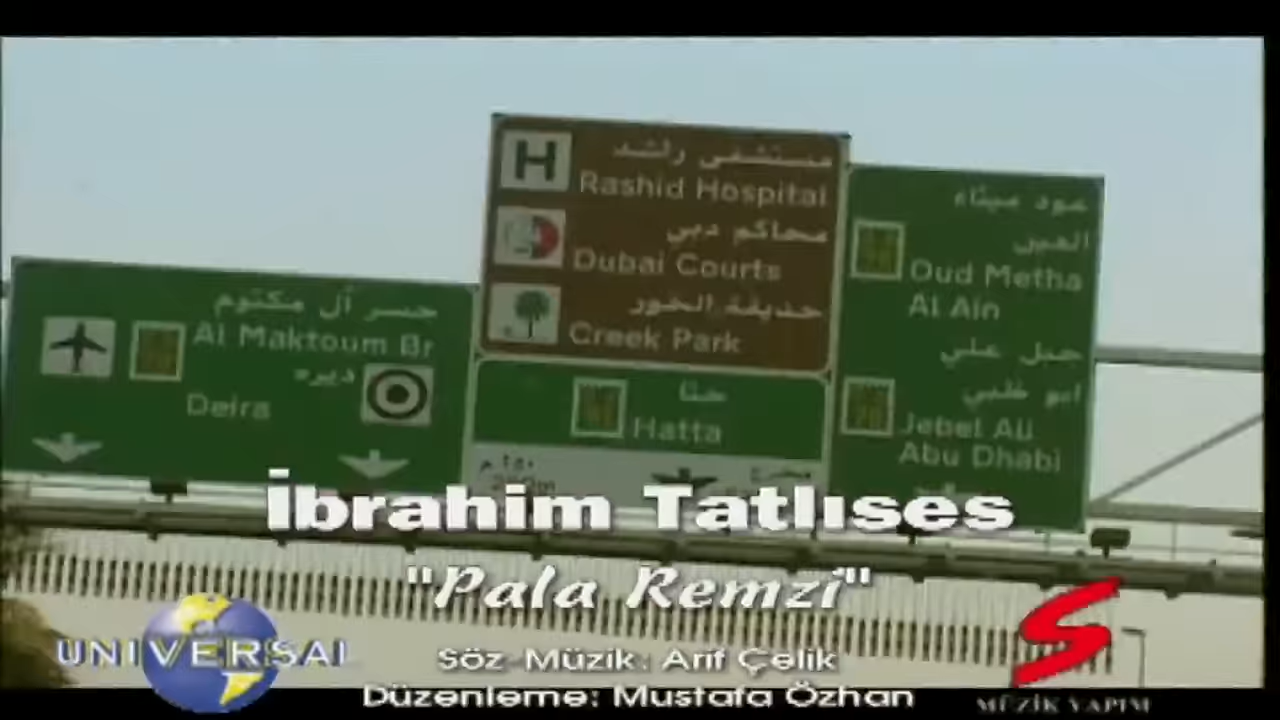 H
مستشفى راشد
Rashid Hospital
محاكم دبي
Dubai Courts
حديقة الخور
Creek Park
عود ميثاء
العين
Oud Metha
Al Ain
جبل علي
ابو ظبي
Jebel Ali
Abu Dhabi
جسر آل مكتوم
Al Maktoum Br
ديره
Deira
حتا
Hatta
İbrahim Tatlıses
"Pala Remzi"
UNIVERSAL
Söz-Müzik: Arif Çelik
Düzenleme: Mustafa Özhan
S
MÜZİK YAPIM